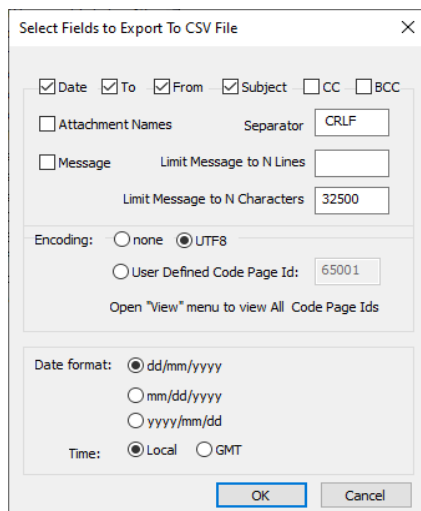 Select Fields to Export To CSV File
Date To From Subject CC BCC
Attachment Names Separator CRLF
Message Limit Message to N Lines
Limit Message to N Characters 32500
Encoding: none UTF8
User Defined Code Page Id: 65001
Open "View" menu to view All Code Page Ids
Date format: dd/mm/yyyy
mm/dd/yyyy
yyyy/mm/dd
Time: Local GMT
OK Cancel